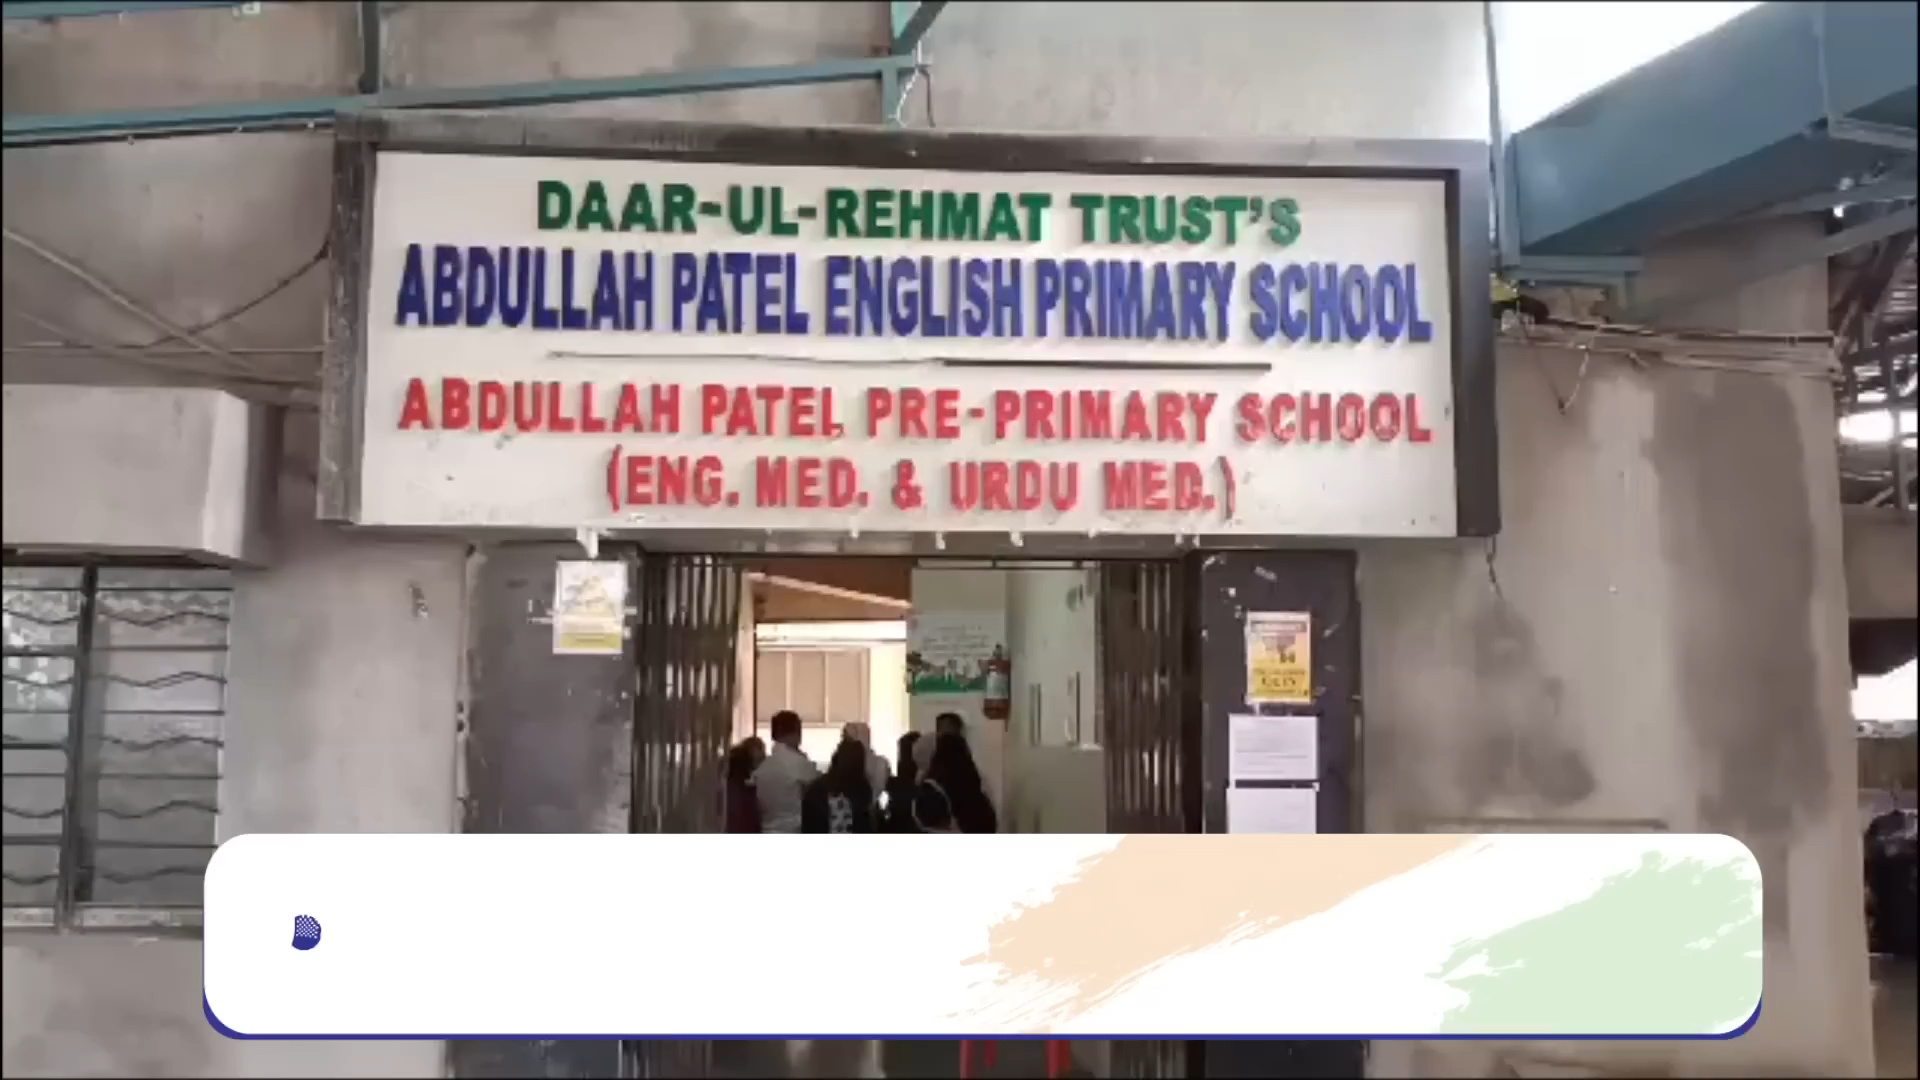 DAAR-UL-REHMAT TRUST'S
ABDULLAH PATEL ENGLISH PRIMARY SCHOOL
ABDULLAH PATEL PRE-PRIMARY SCHOOL
(ENG. MED. & URDU MED.)